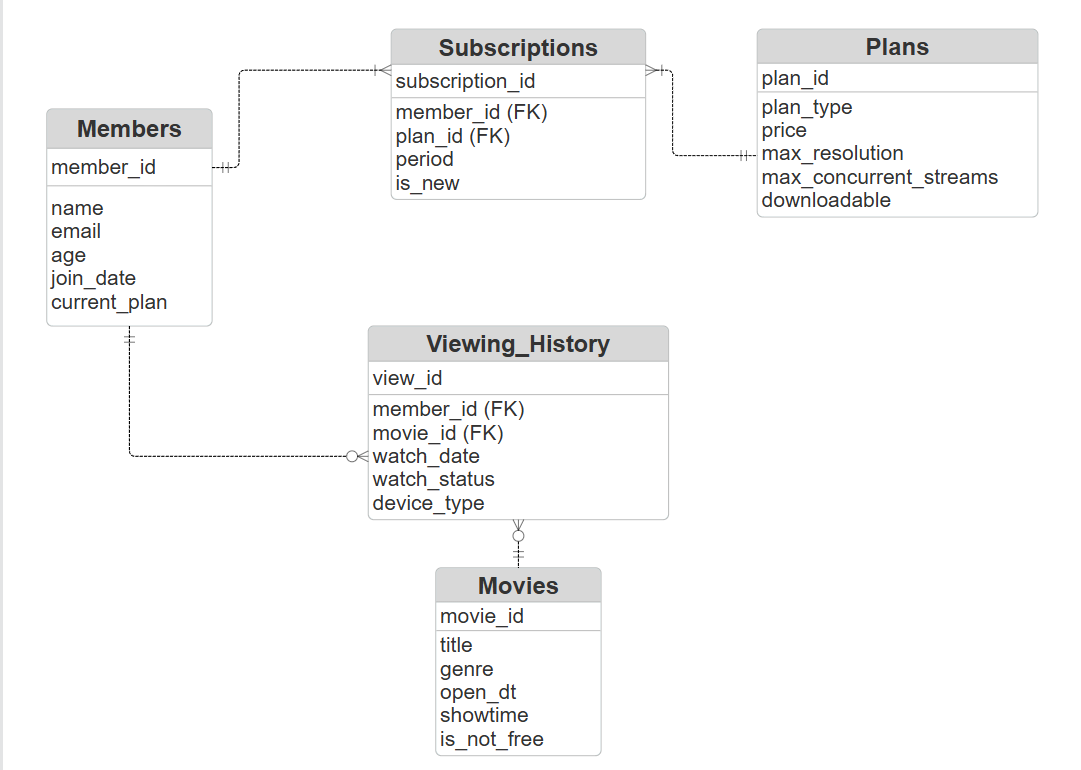 Subscriptions
subscription_id
member_id (FK)
plan_id (FK)
period
is_new
Plans
plan_id
plan_type
price
max_resolution
max_concurrent_streams
downloadable
Members
member_id
name
email
age
join_date
current_plan
Viewing_History
view_id
member_id (FK)
movie_id (FK)
watch_date
watch_status
device_type
Movies
movie_id
title
genre
open_dt
showtime
is_not_free